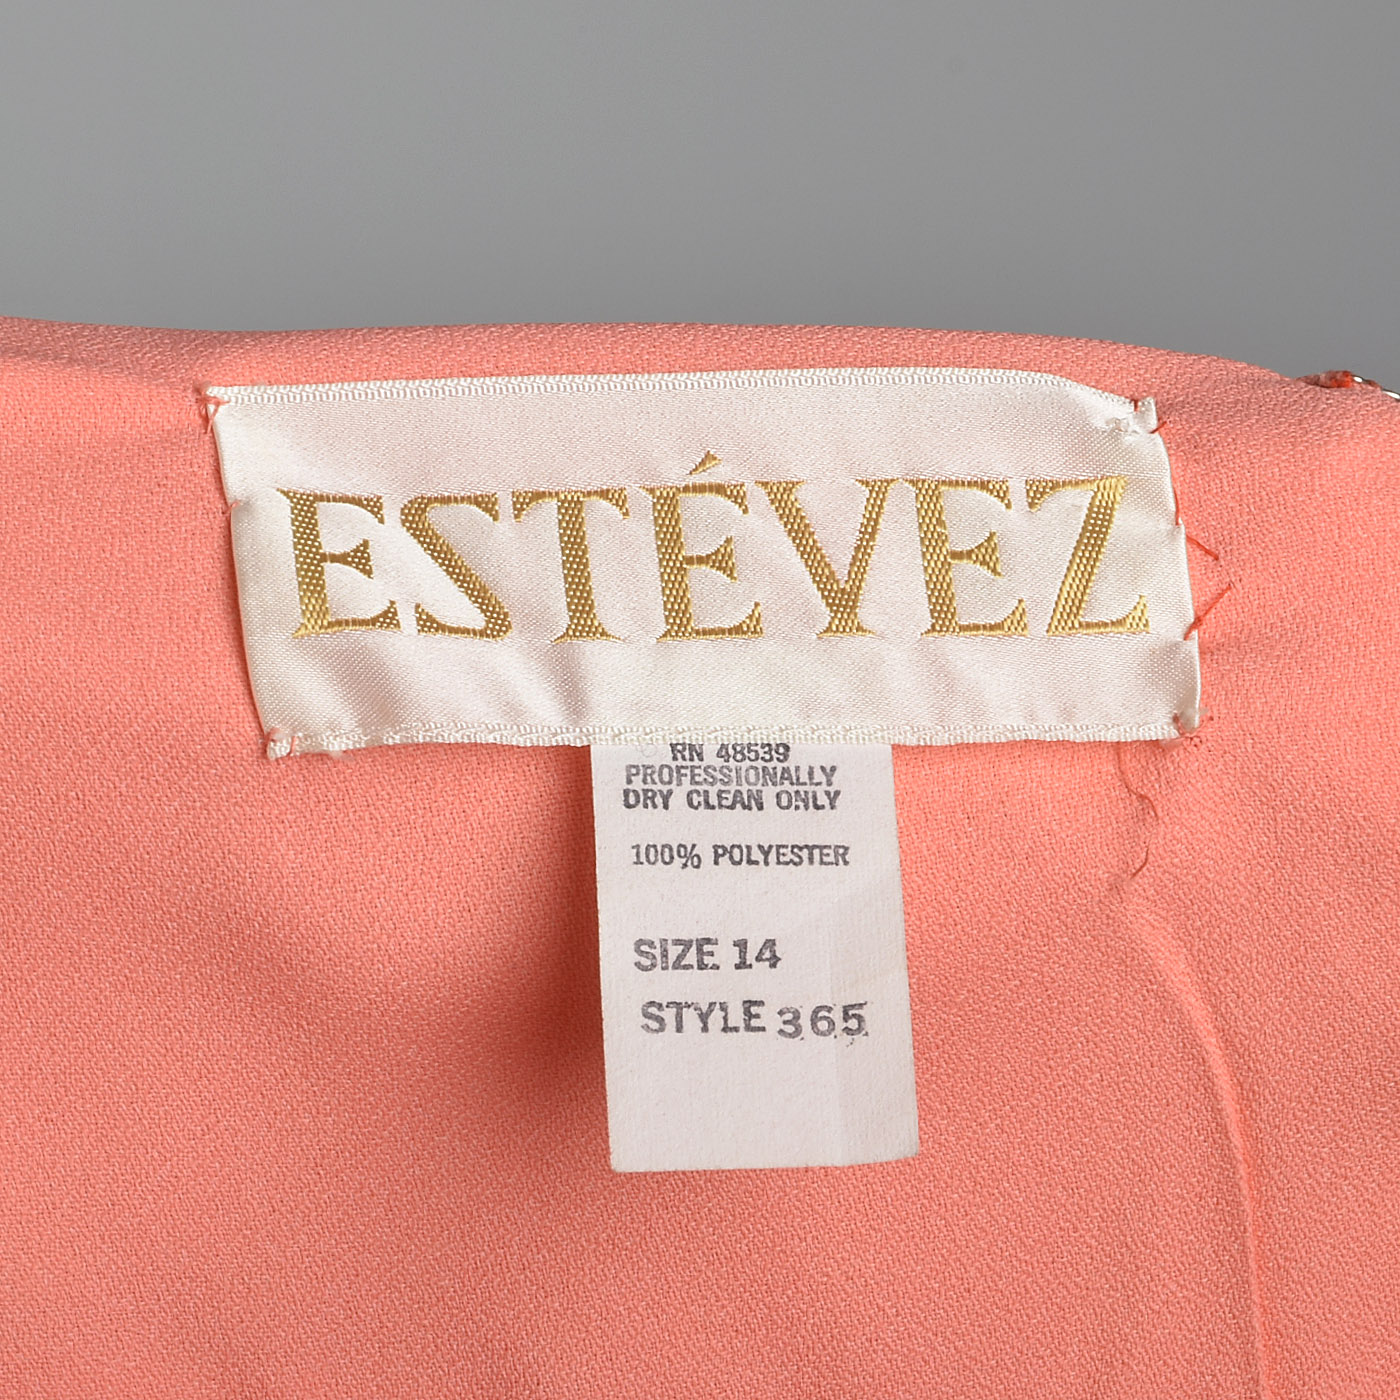 ESTÉVEZ
RN 48539
PROFESSIONALLY
DRY CLEAN ONLY
100% POLYESTER
SIZE 14
STYLE 365